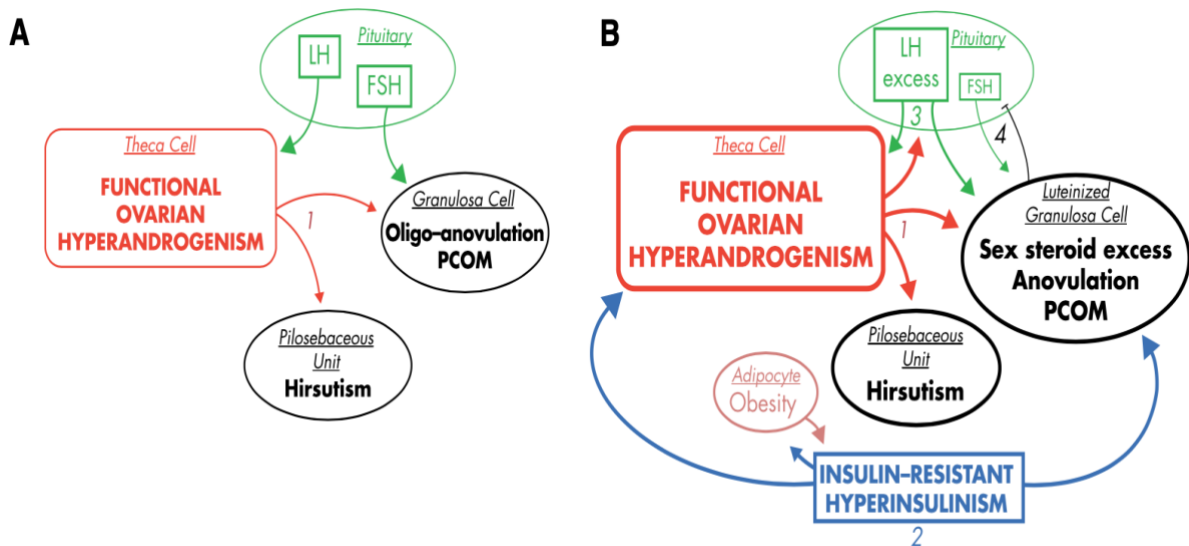 A
Pituitary
LH
FSH
Theca Cell
FUNCTIONAL
OVARIAN
HYPERANDROGENISM
1
Granulosa Cell
Oligo–anovulation
PCOM
Pilosebaceous
Unit
Hirsutism
B
LH
excess
Pituitary
FSH
3
4
Theca Cell
FUNCTIONAL
OVARIAN
HYPERANDROGENISM
1
Luteinized
Granulosa Cell
Sex steroid excess
Anovulation
PCOM
Pilosebaceous
Unit
Hirsutism
Adipocyte
Obesity
INSULIN–RESISTANT
HYPERINSULINISM
2